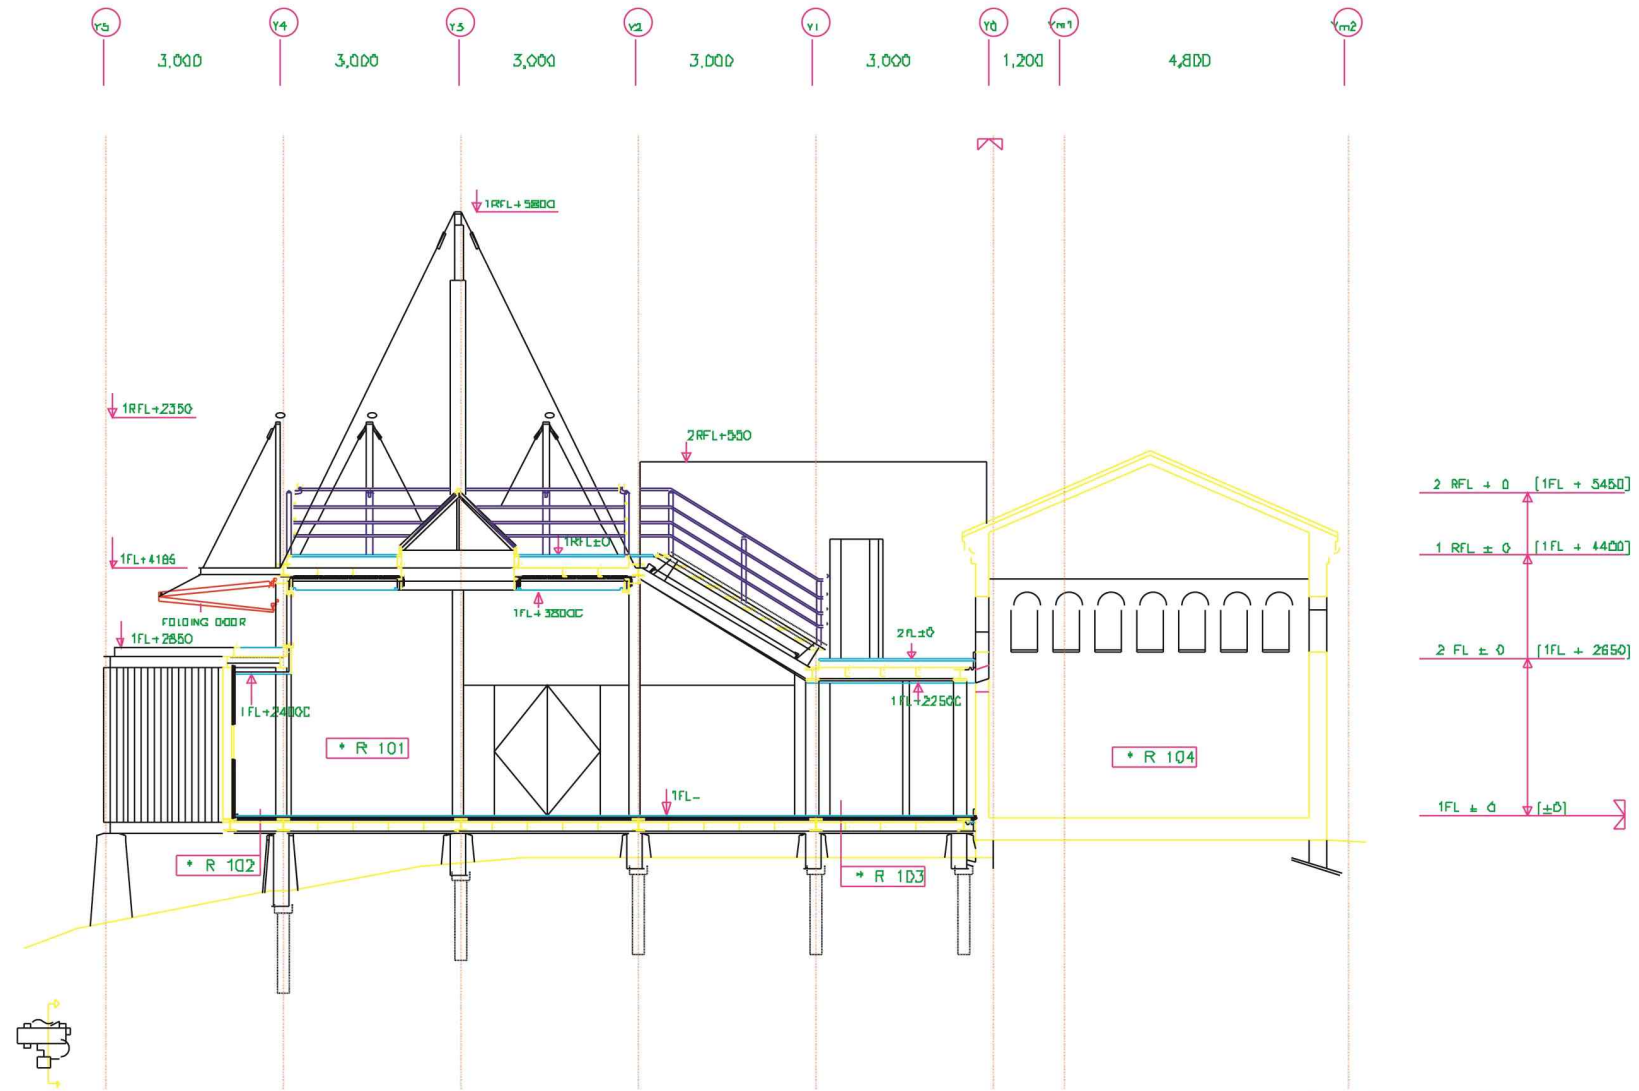 Y5 Y4 Y3 Y2 Y1 Y0 Ym1 Ym2
3,000 3,000 3,000 3,000 3,000 1,200 4,800
1RFL+5800
1RFL+2350
2RFL+550
2 RFL + 0 [1FL + 5450]
1RFL±0
1 RFL ± 0 [1FL + 4400]
1FL+4185
1FL+3800C
FOLDING DOOR
1FL+2650
2FL±0
2 FL ± 0 [1FL + 2650]
1FL+2400C
1FL+2250C
* R 101
* R 104
1FL-
1FL ± 0 [±0]
* R 102
* R 103